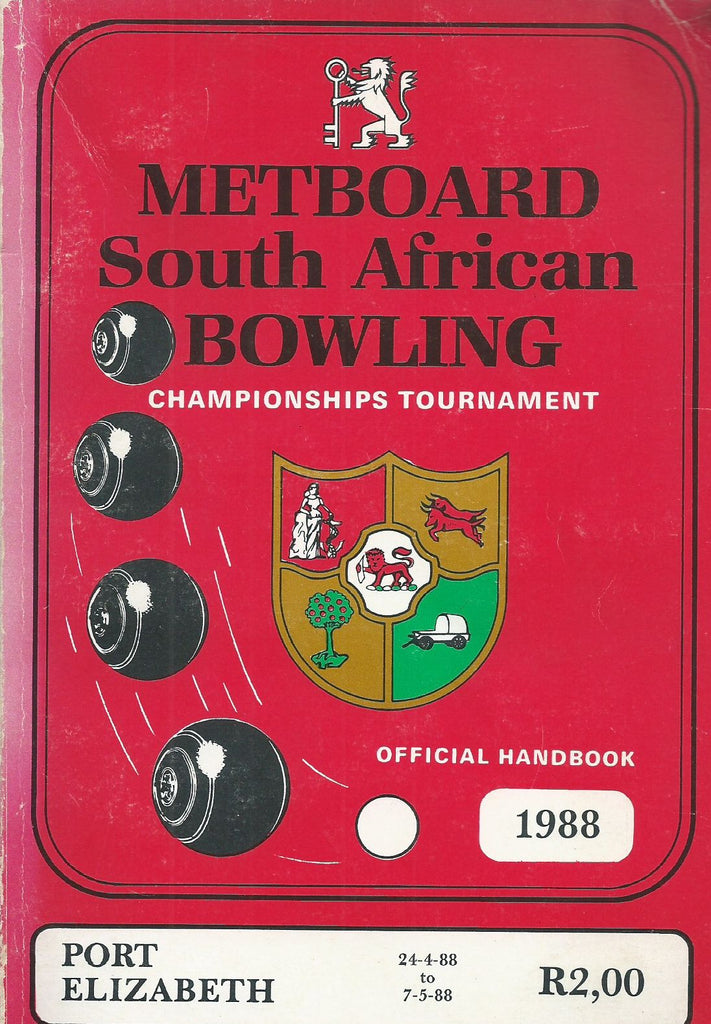 METBOARD
South African
BOWLING
CHAMPIONSHIPS TOURNAMENT
OFFICIAL HANDBOOK
1988
PORT
ELIZABETH
24-4-88
to
7-5-88
R2,00